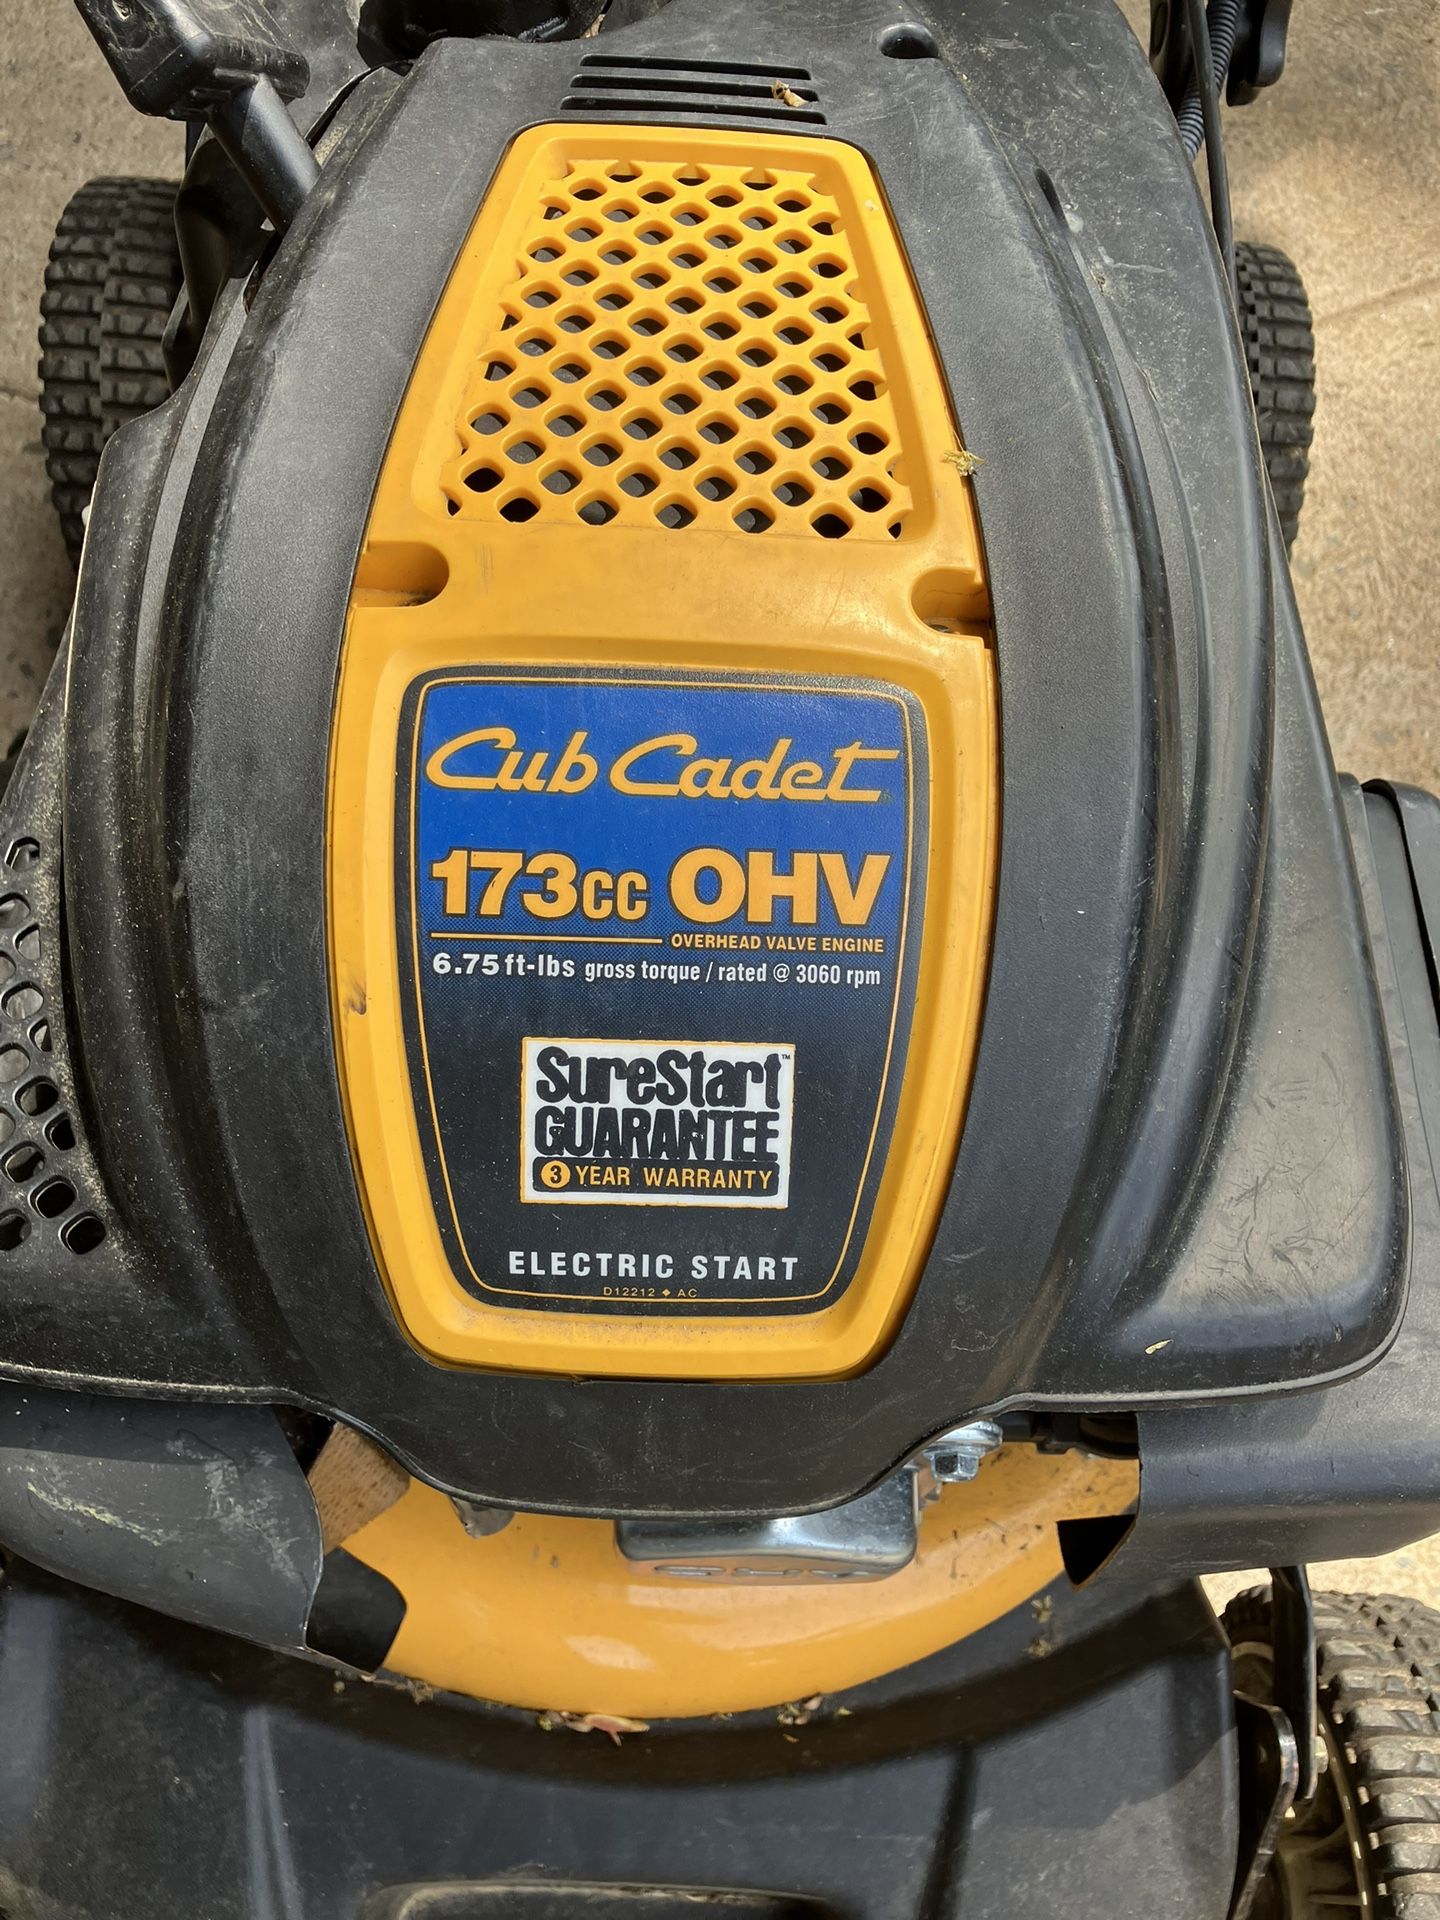 Cub Cadet
173cc OHV
OVERHEAD VALVE ENGINE
6.75 ft-lbs gross torque / rated @ 3060 rpm
SureStart™
GUARANTEE
3 YEAR WARRANTY
ELECTRIC START
D12212 ◆ AC